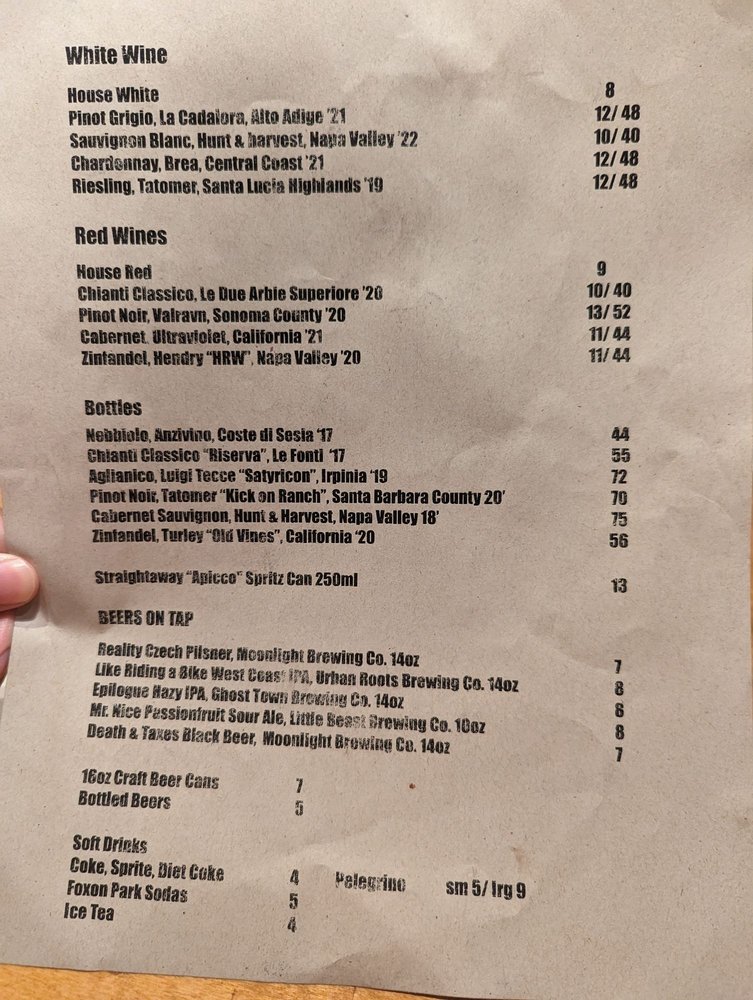 White Wine
House White 8
Pinot Grigio, La Cadalora, Alto Adige '21 12/ 48
Sauvignon Blanc, Hunt & harvest, Napa Valley '22 10/ 40
Chardonnay, Brea, Central Coast '21 12/ 48
Riesling, Tatomer, Santa Lucia Highlands '19 12/ 48
Red Wines
House Red 9
Chianti Classico, Le Due Arbie Superiore '20 10/ 40
Pinot Noir, Valravn, Sonoma County '20 13/ 52
Cabernet, Ultraviolet, California '21 11/ 44
Zinfandel, Hendry "HRW", Napa Valley '20 11/ 44
Bottles
Nebbiolo, Anzivino, Coste di Sesia '17 44
Chianti Classico "Riserva", Le Fonti '17 55
Aglianico, Luigi Tecce "Satyricon", Irpinia '19 72
Pinot Noir, Tatomer "Kick on Ranch", Santa Barbara County 20' 70
Cabernet Sauvignon, Hunt & Harvest, Napa Valley 18' 75
Zinfandel, Turley "Old Vines", California '20 56
Straightaway "Apicco" Spritz Can 250ml 13
BEERS ON TAP
Reality Czech Pilsner, Moonlight Brewing Co. 14oz 7
Like Riding a Bike West Coast IPA, Urban Roots Brewing Co. 14oz 8
Epilogue Hazy IPA, Ghost Town Brewing Co. 14oz 8
Mr. Nice Passionfruit Sour Ale, Little Beast Brewing Co. 10oz 8
Death & Taxes Black Beer, Moonlight Brewing Co. 14oz 7
16oz Craft Beer Cans 7
Bottled Beers 5
Soft Drinks
Coke, Sprite, Diet Coke 4 Pelegrino sm 5/ lrg 9
Foxon Park Sodas 5
Ice Tea 4